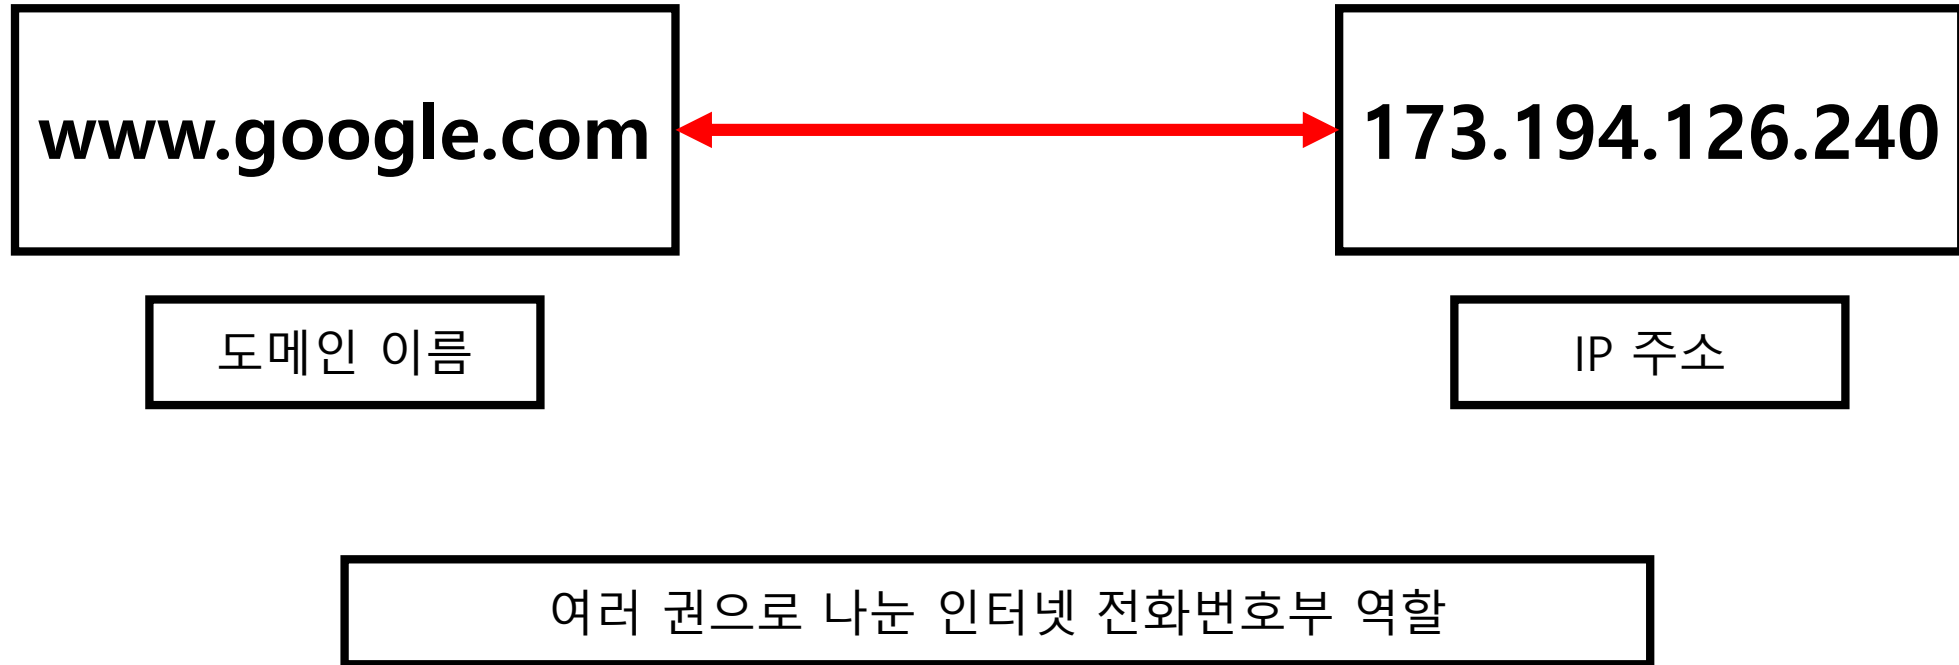 www.google.com
173.194.126.240
도메인 이름
IP 주소
여러 권으로 나눈 인터넷 전화번호부 역할